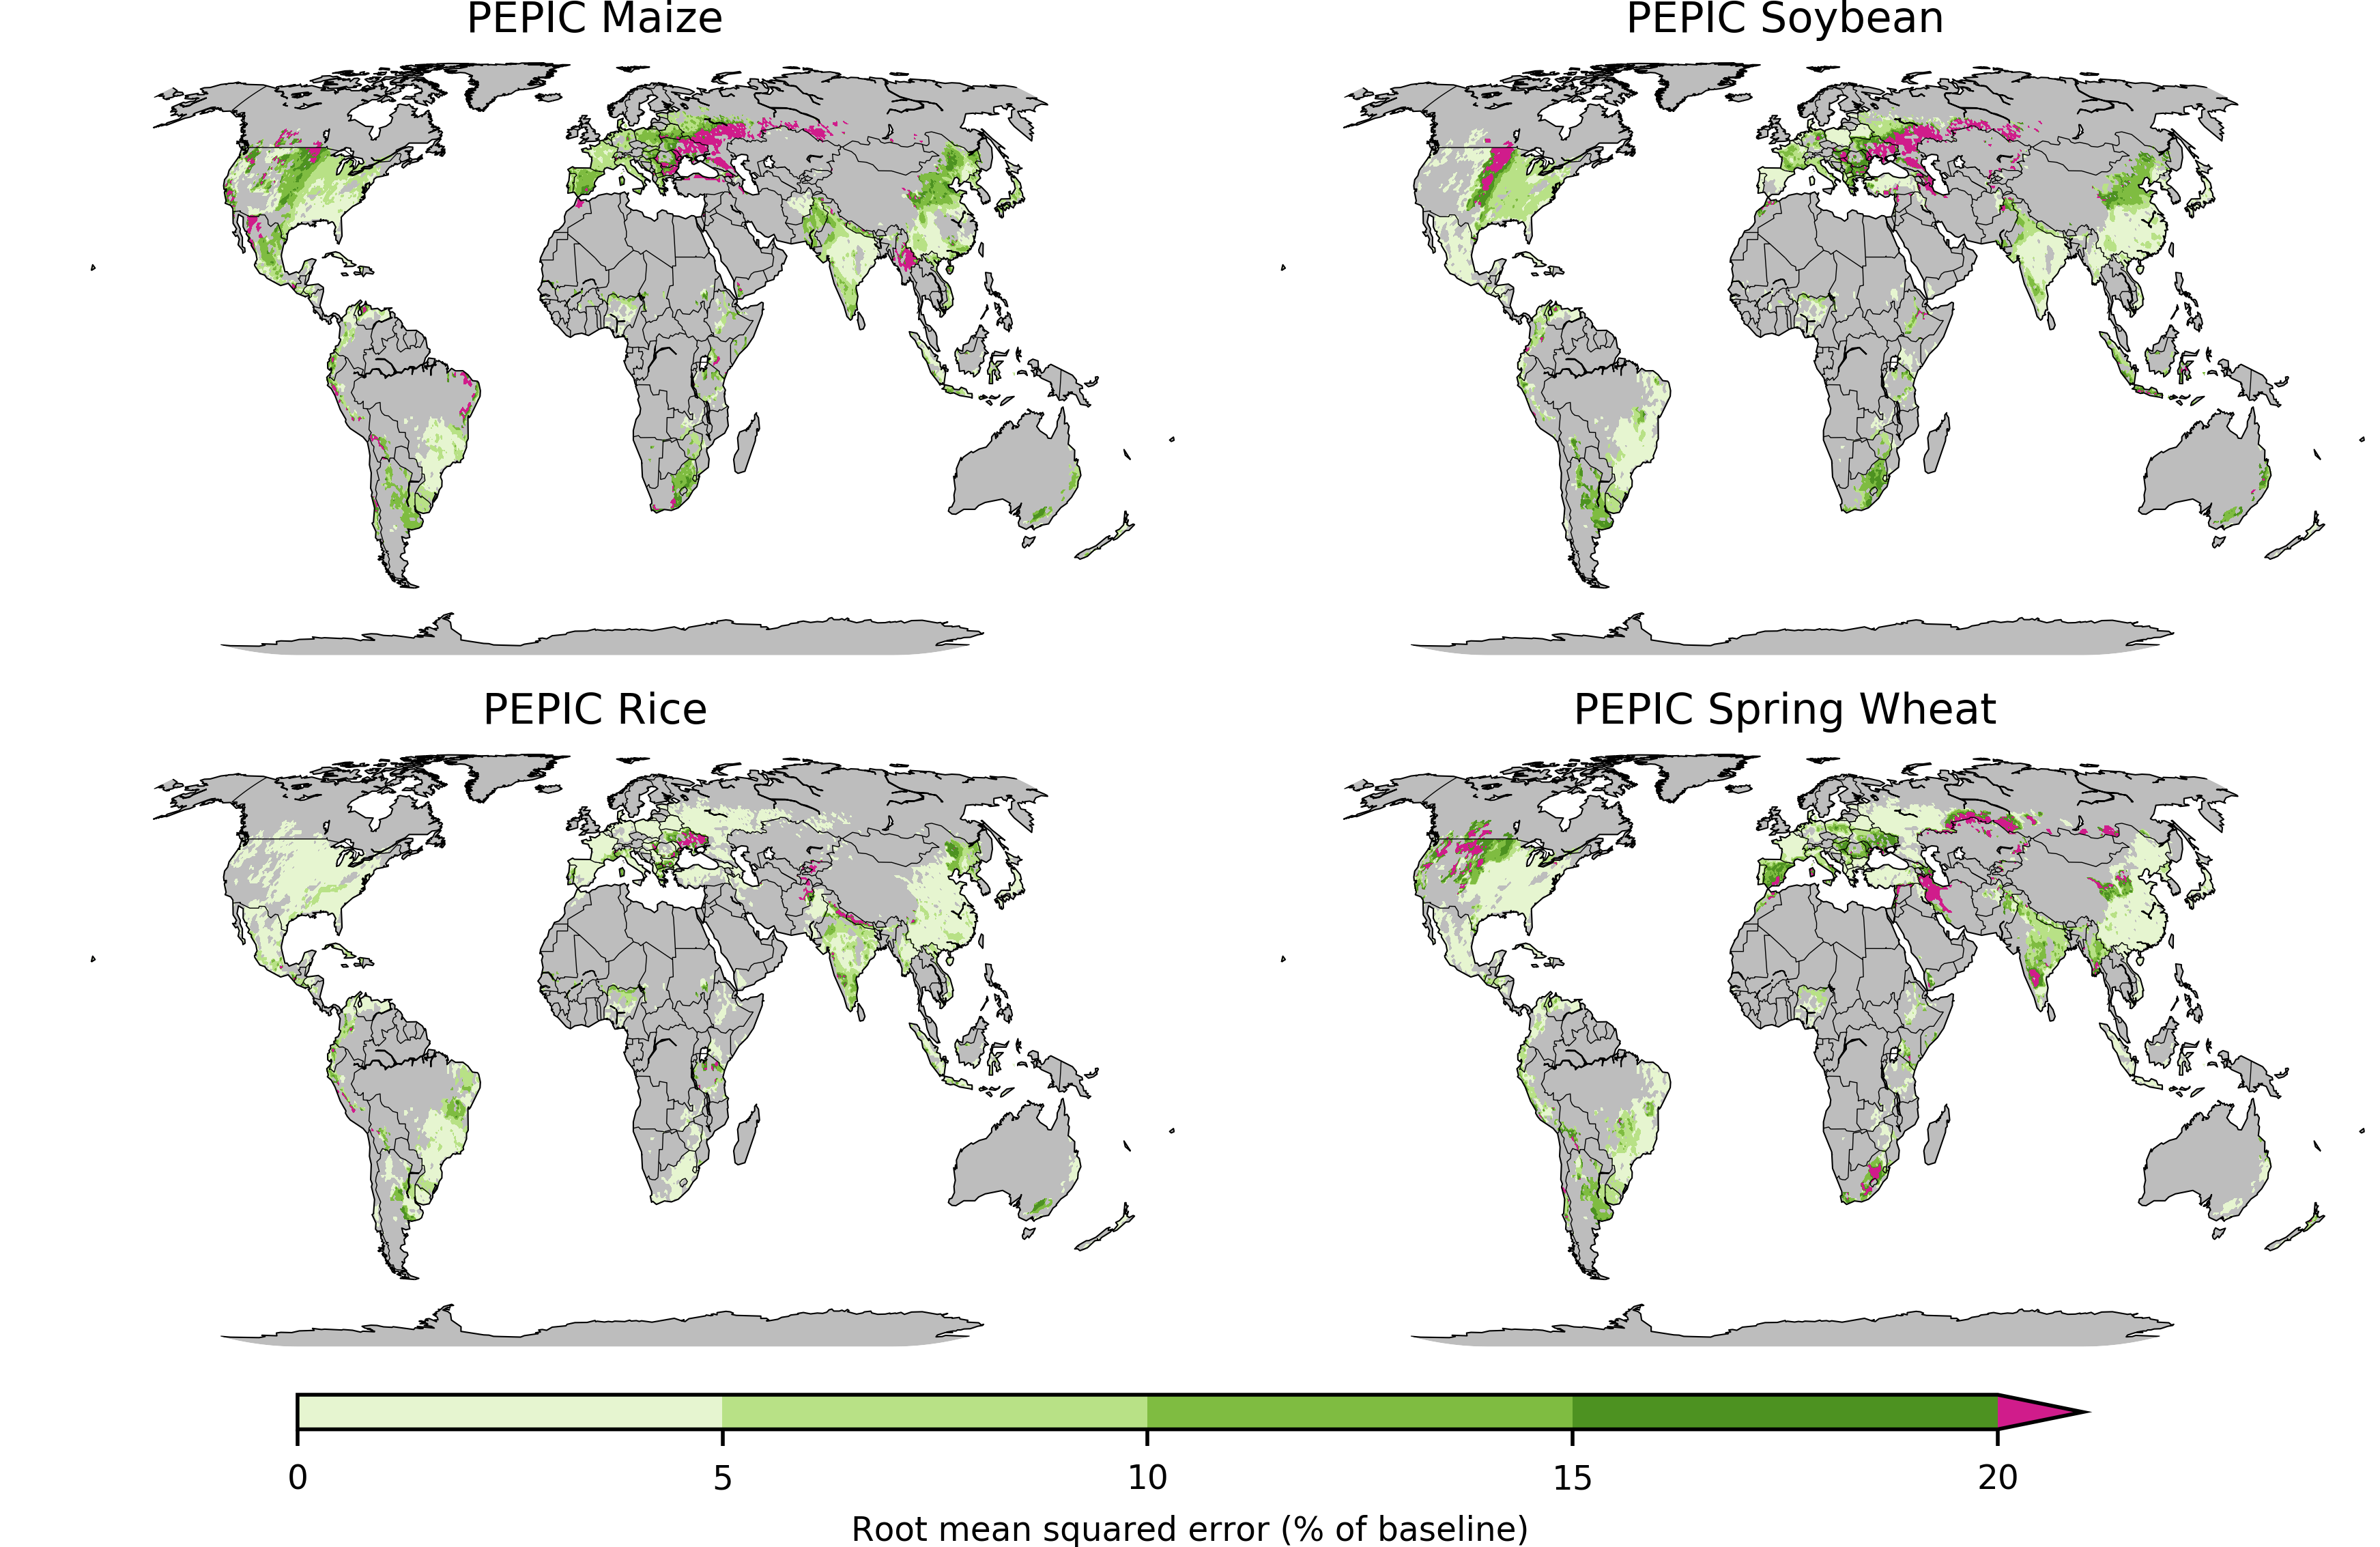 PEPIC Maize
PEPIC Soybean
PEPIC Rice
PEPIC Spring Wheat
0 5 10 15 20
Root mean squared error (% of baseline)